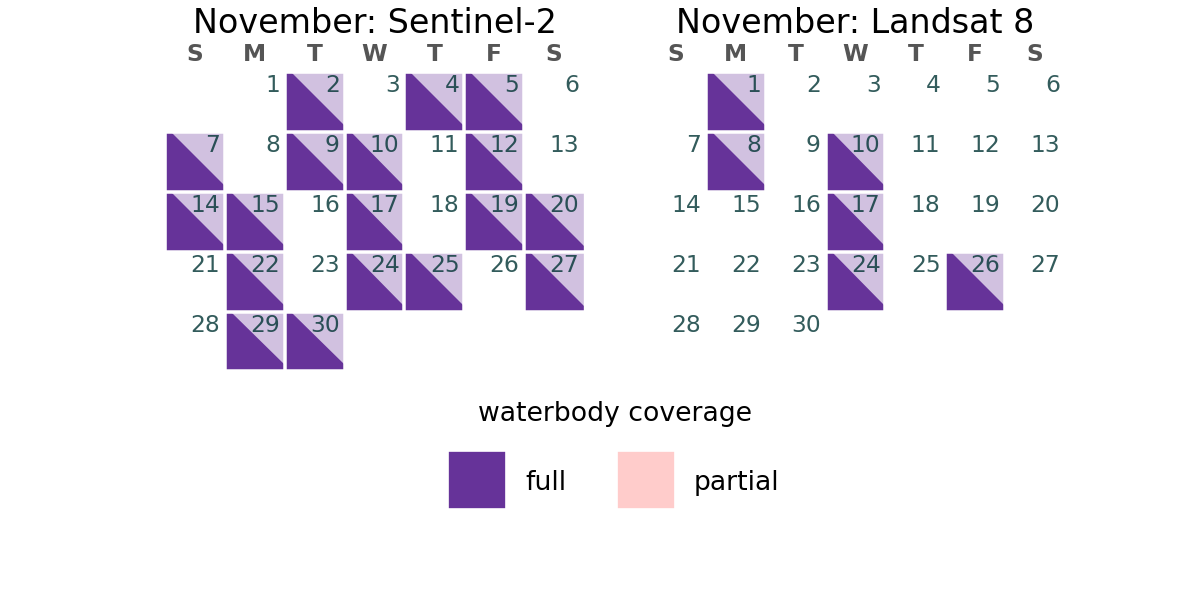 November: Sentinel-2
S M T W T F S
1 2 3 4 5 6
7 8 9 10 11 12 13
14 15 16 17 18 19 20
21 22 23 24 25 26 27
28 29 30
November: Landsat 8
S M T W T F S
1 2 3 4 5 6
7 8 9 10 11 12 13
14 15 16 17 18 19 20
21 22 23 24 25 26 27
28 29 30
waterbody coverage
full partial